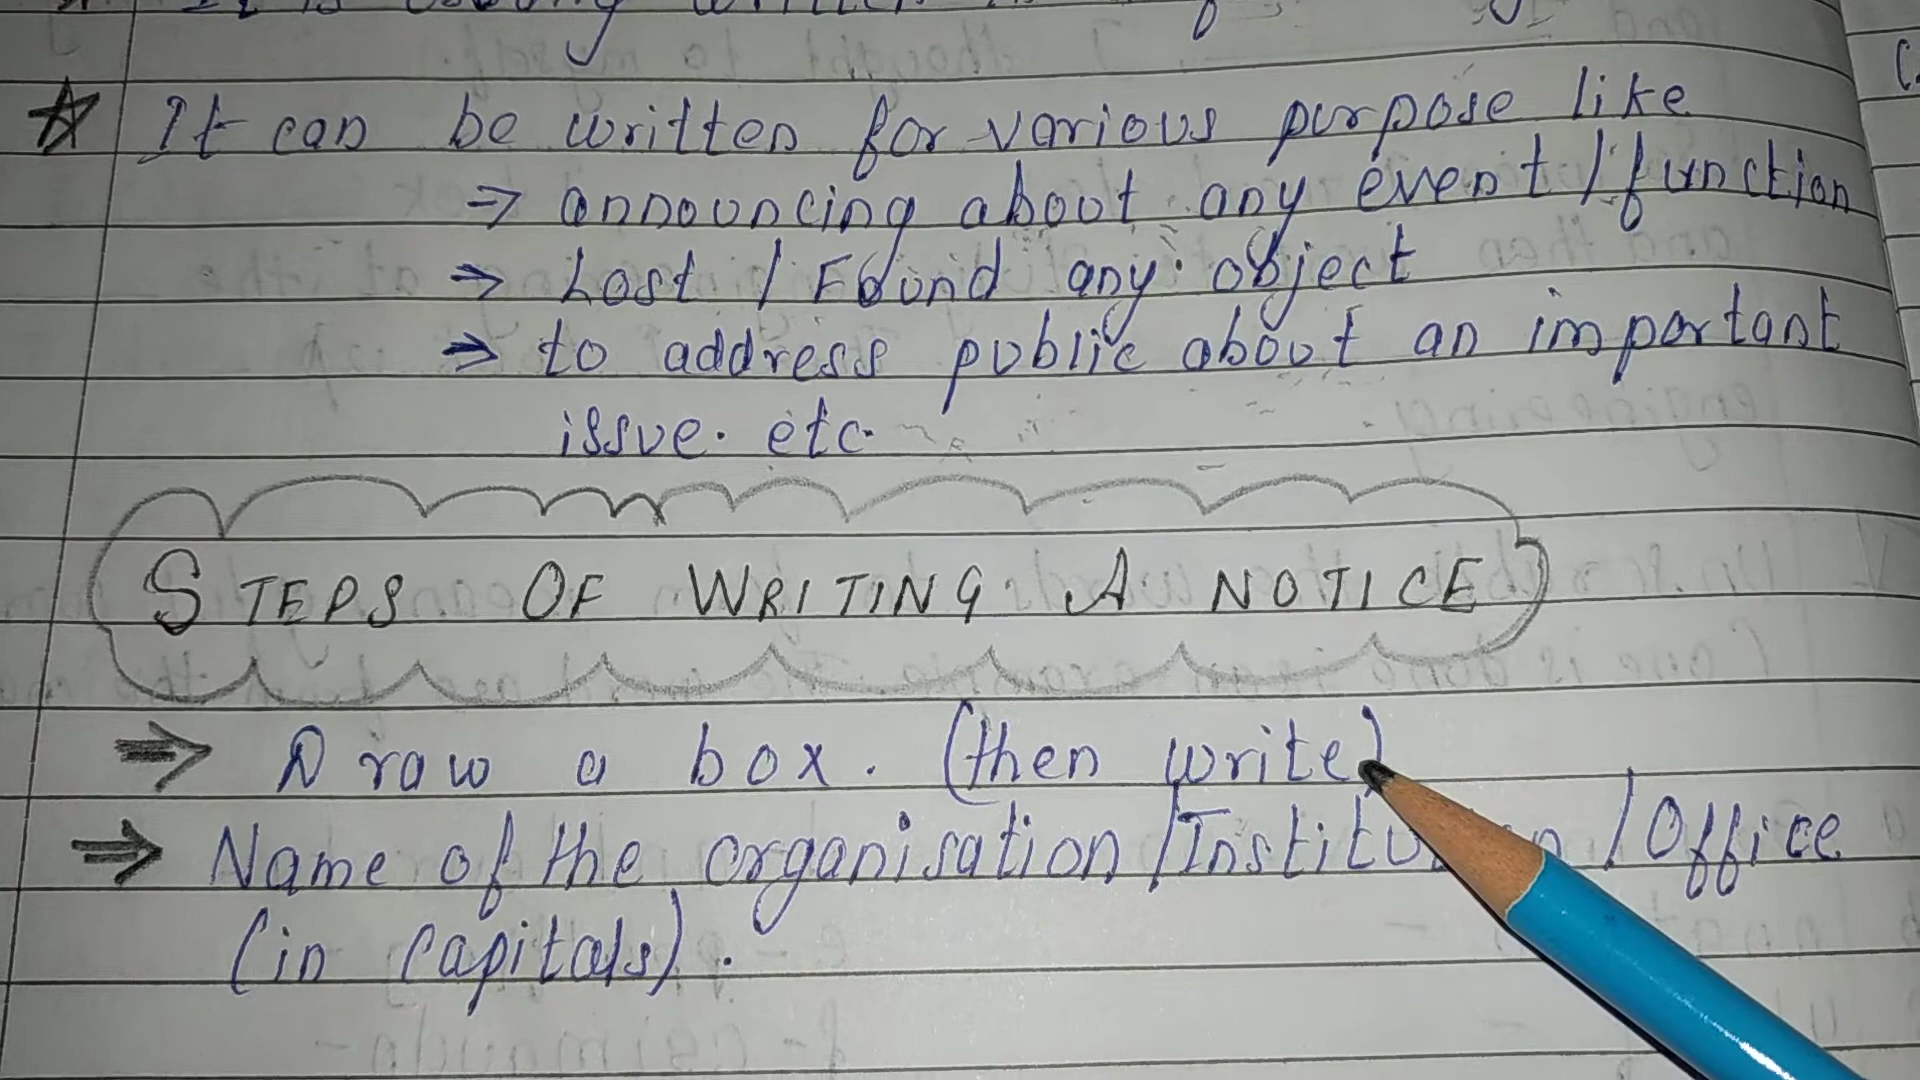 It is
☆ It can be written for various purpose like
⇒ announcing about any event / function
⇒ Lost / Found any object
⇒ to address public about an important
issue. etc.
STEPS OF WRITING A NOTICE
⇒ Draw a box. (then write)
⇒ Name of the organisation / Institu n / Office
(in capitals).